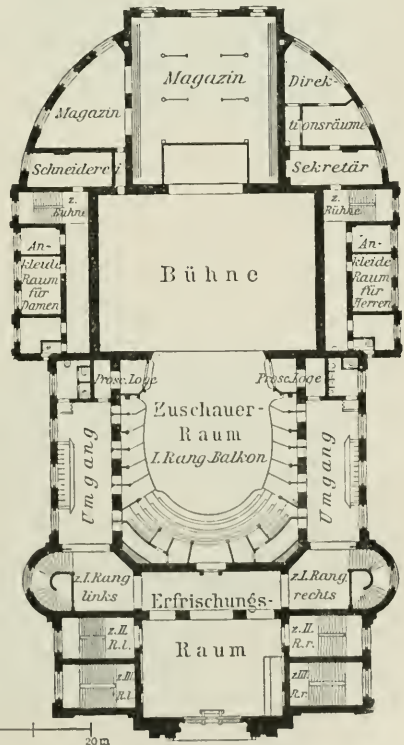 Magazin
Direk-
Magazin
tionsräume
Schneiderei
Sekretär
z. Bühne
z. Bühne
An-
kleide
Raum
für
Damen
An-
kleide
Raum
für
Herren
Bühne
Prosc. Loge
Prosc. Loge
Zuschauer-
Raum
I. Rang Balkon
Umgang
Umgang
z. I. Rang
links
z. I. Rang
rechts
Erfrischungs-
Raum
z. II.
R. l.
z. II.
R. r.
z. III.
R. l.
z. III.
R. r.
20m